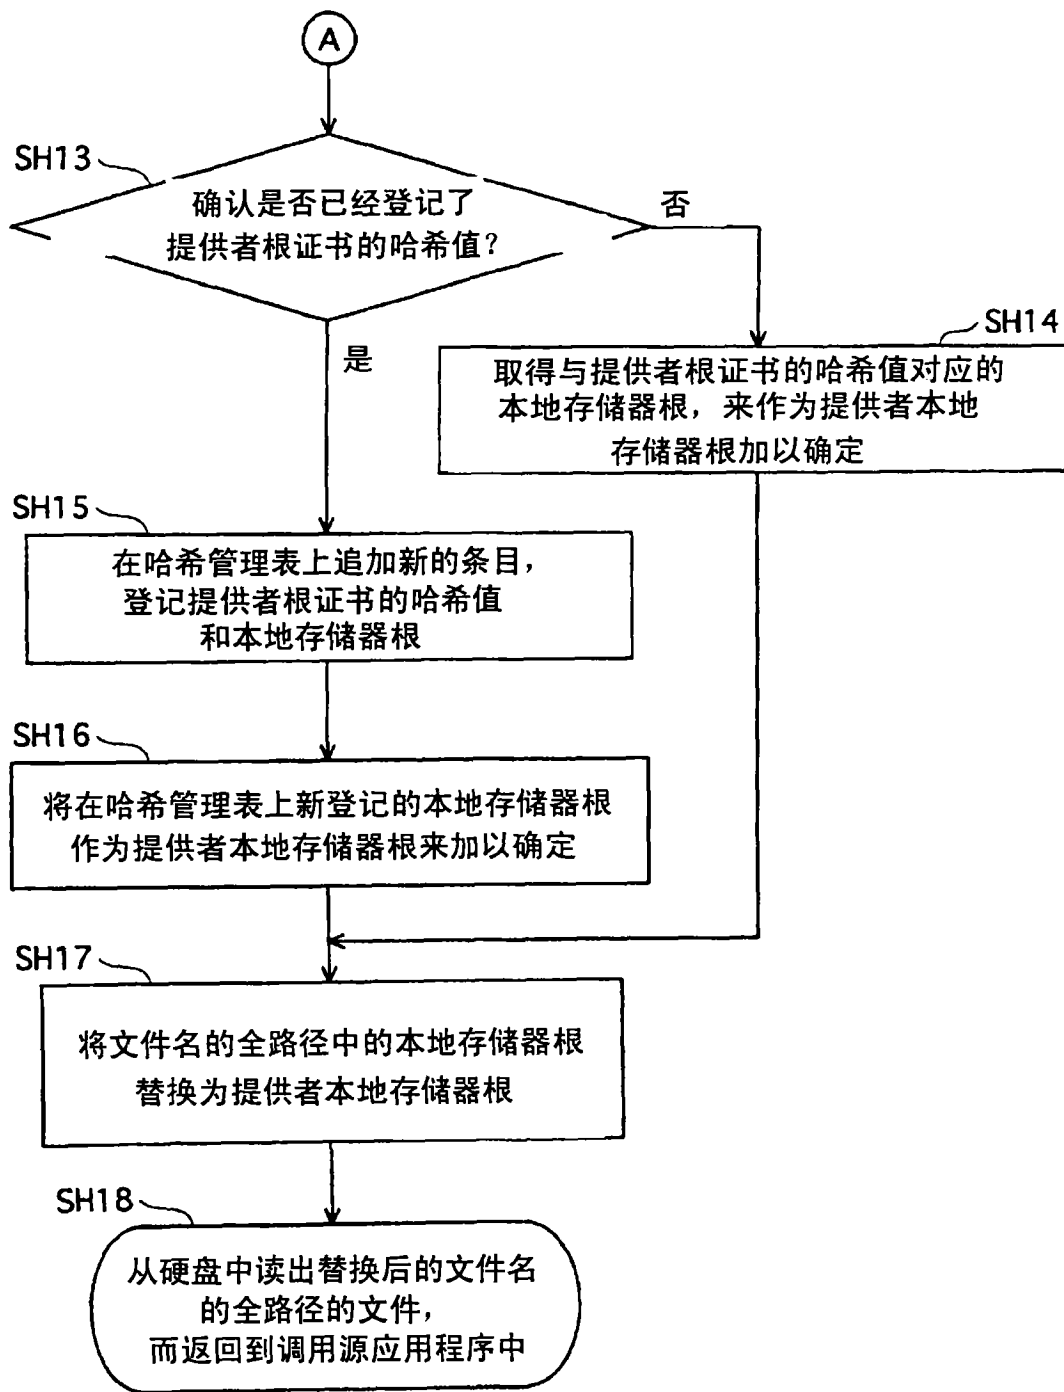 A
SH13
确认是否已经登记了
提供者根证书的哈希值？
否
是
SH14
取得与提供者根证书的哈希值对应的
本地存储器根，来作为提供者本地
存储器根加以确定
SH15
在哈希管理表上追加新的条目，
登记提供者根证书的哈希值
和本地存储器根
SH16
将在哈希管理表上新登记的本地存储器根
作为提供者本地存储器根来加以确定
SH17
将文件名的全路径中的本地存储器根
替换为提供者本地存储器根
SH18
从硬盘中读出替换后的文件名
的全路径的文件，
而返回到调用源应用程序中